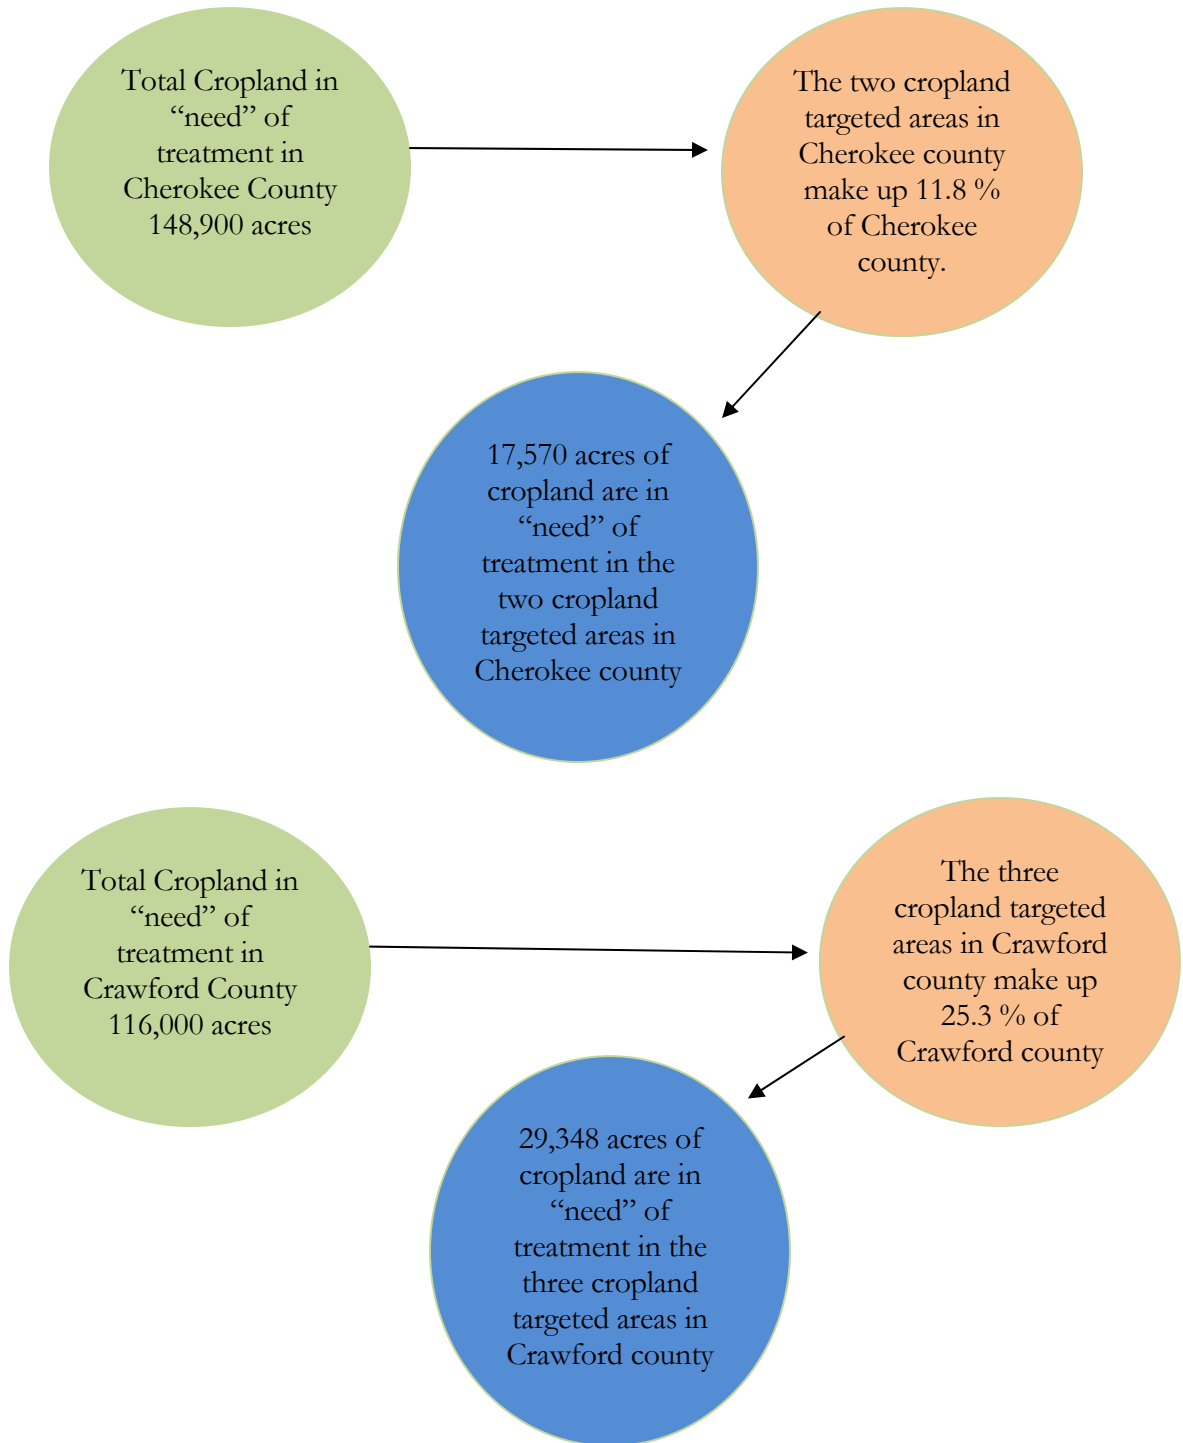 Total Cropland in
“need” of
treatment in
Cherokee County
148,900 acres
The two cropland
targeted areas in
Cherokee county
make up 11.8 %
of Cherokee
county.
17,570 acres of
cropland are in
“need” of
treatment in the
two cropland
targeted areas in
Cherokee county
Total Cropland in
“need” of
treatment in
Crawford County
116,000 acres
The three
cropland targeted
areas in Crawford
county make up
25.3 % of
Crawford county
29,348 acres of
cropland are in
“need” of
treatment in the
three cropland
targeted areas in
Crawford county